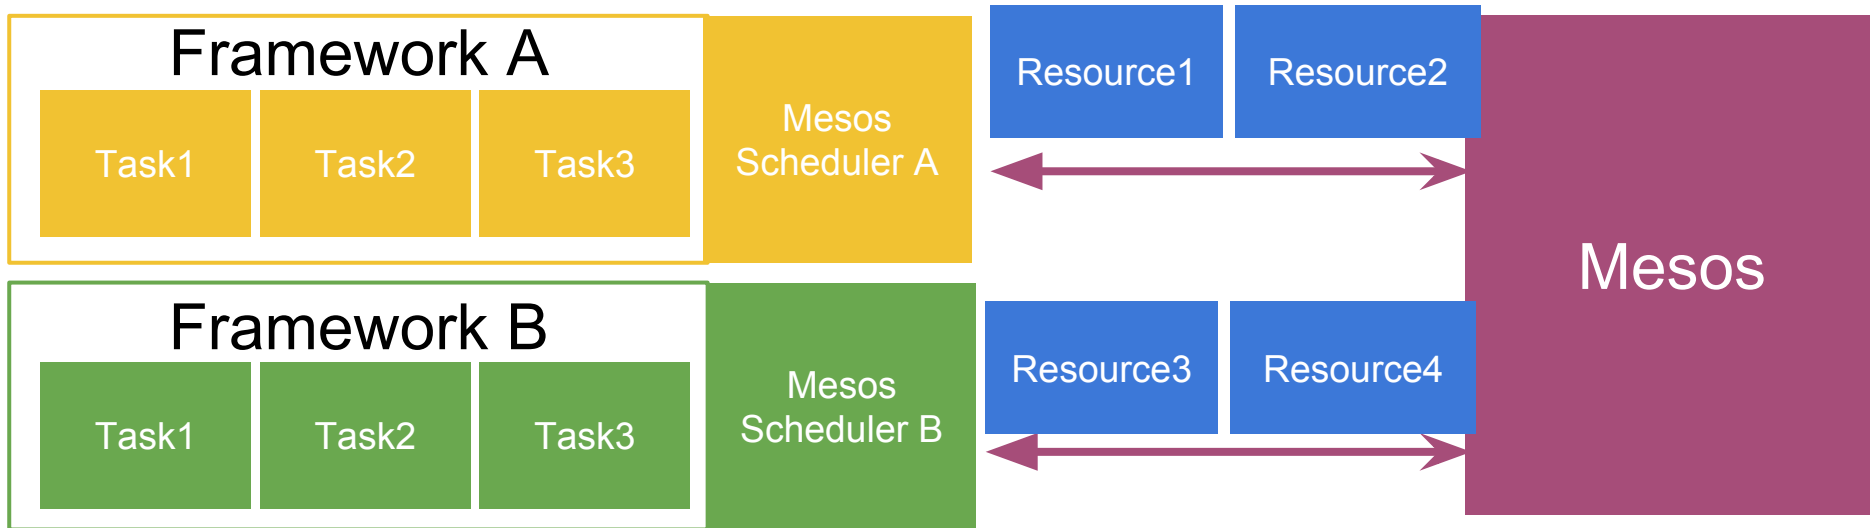 Framework A
Task1
Task2
Task3
Mesos
Scheduler A
Resource1
Resource2
Mesos
Framework B
Task1
Task2
Task3
Mesos
Scheduler B
Resource3
Resource4